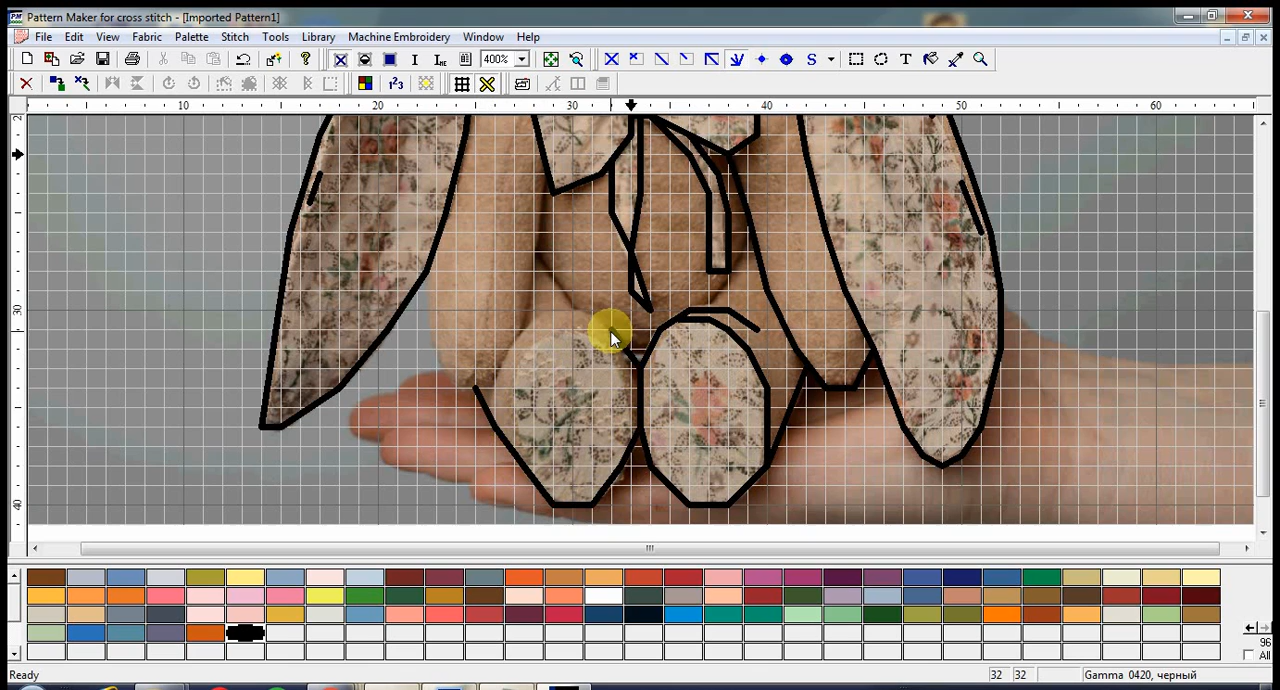 Pattern Maker for cross stitch - [Imported Pattern1]
File Edit View Fabric Palette Stitch Tools Library Machine Embroidery Window Help
400%
10 20 30 40 50 60
30
40
96
All
Ready 32 32 Gamma 0420, черный